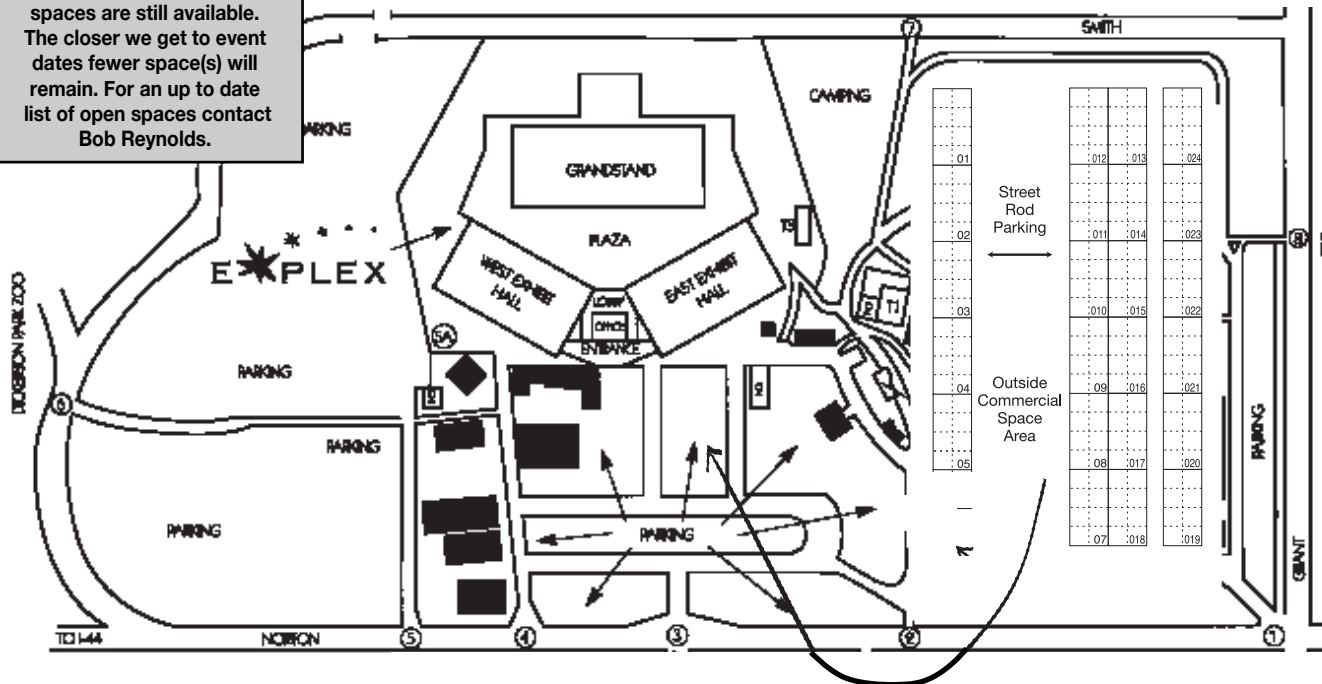 spaces are still available.
The closer we get to event
dates fewer space(s) will
remain. For an up to date
list of open spaces contact
Bob Reynolds.
SMITH
7
CAMPING
PARKING
GRANDSTAND
PLAZA
T3
WEST EXHIBIT
HALL
EAST EXHIBIT
HALL
LOBBY
OFFICE
ENTRANCE
E PLEX
DICKERSON PARK ZOO
5A
T1
PARKING
6
PARKING
PARKING
PARKING
TO I-44
NORTON
5
4
3
2
1
8
GRANT
PARKING
Street
Rod
Parking
Outside
Commercial
Space
Area
01
02
03
04
05
012
013
024
011
014
023
010
015
022
09
016
021
08
017
020
07
018
019